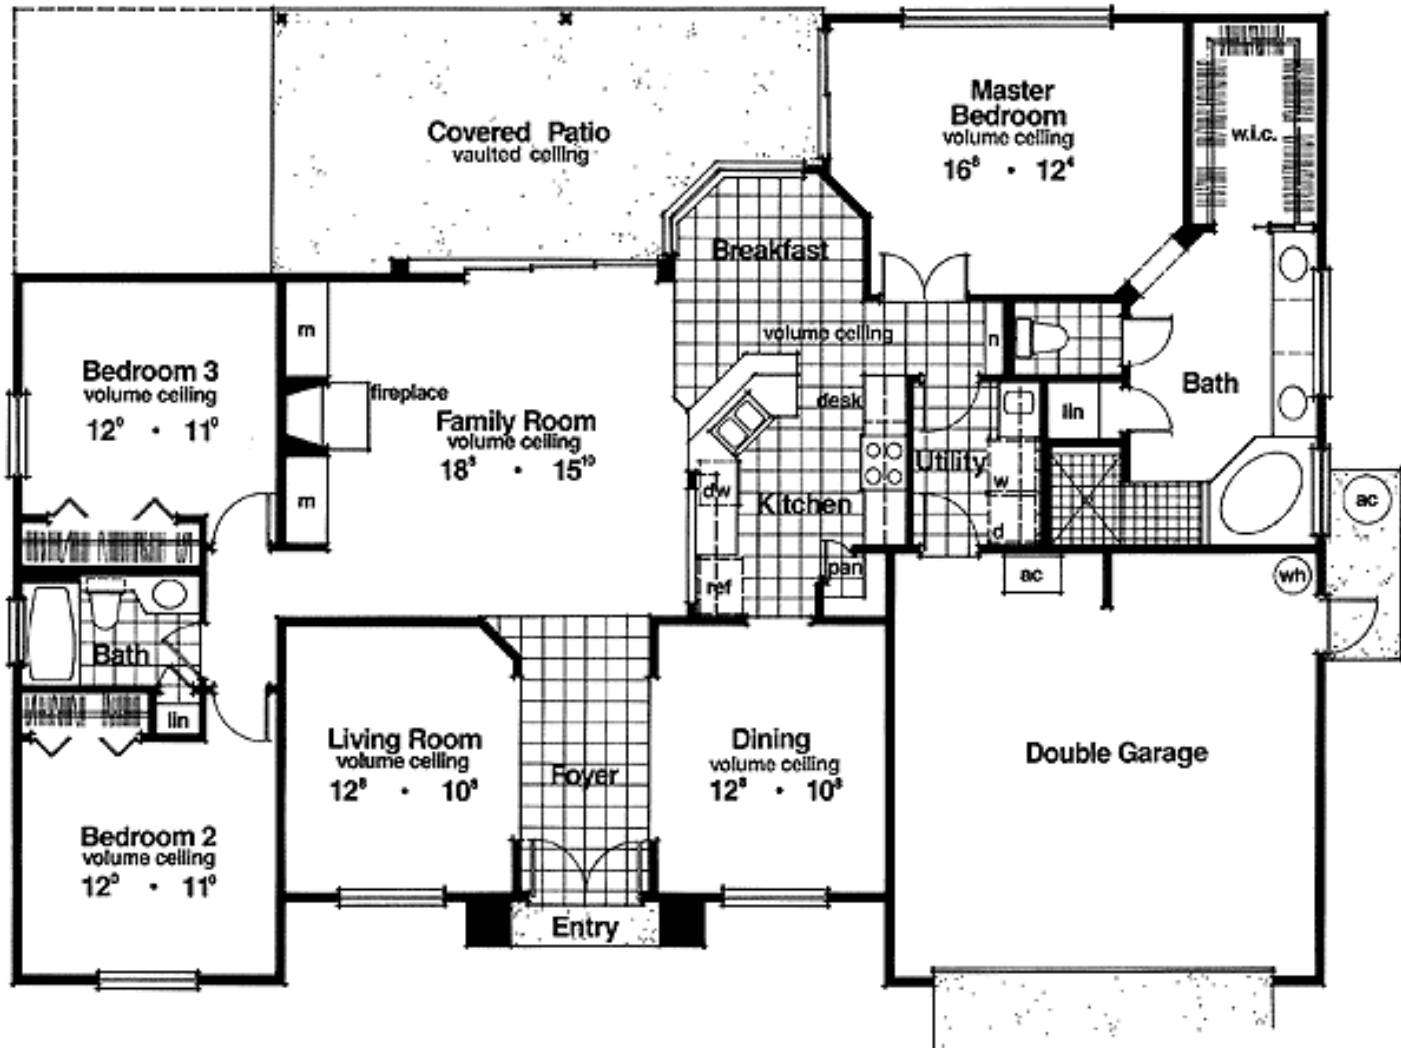 Covered Patio
vaulted ceiling
Master
Bedroom
volume ceiling
16⁸ · 12⁴
w.i.c.
Breakfast
volume ceiling
n
m
Bedroom 3
volume ceiling
12⁰ · 11⁰
fireplace
Family Room
volume ceiling
18⁸ · 15¹⁰
m
desk
Bath
lin
Utility
w
d
dw
Kitchen
ref
pan
ac
wh
ac
Bath
lin
Living Room
volume ceiling
12⁸ · 10⁸
Foyer
Dining
volume ceiling
12⁸ · 10⁸
Double Garage
Bedroom 2
volume ceiling
12⁰ · 11⁰
Entry